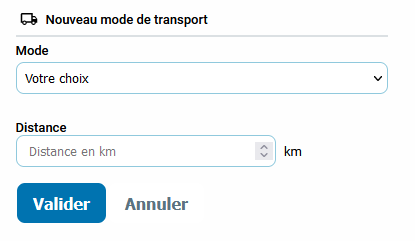 Nouveau mode de transport
Mode
Votre choix
Distance
Distance en km km
Valider Annuler